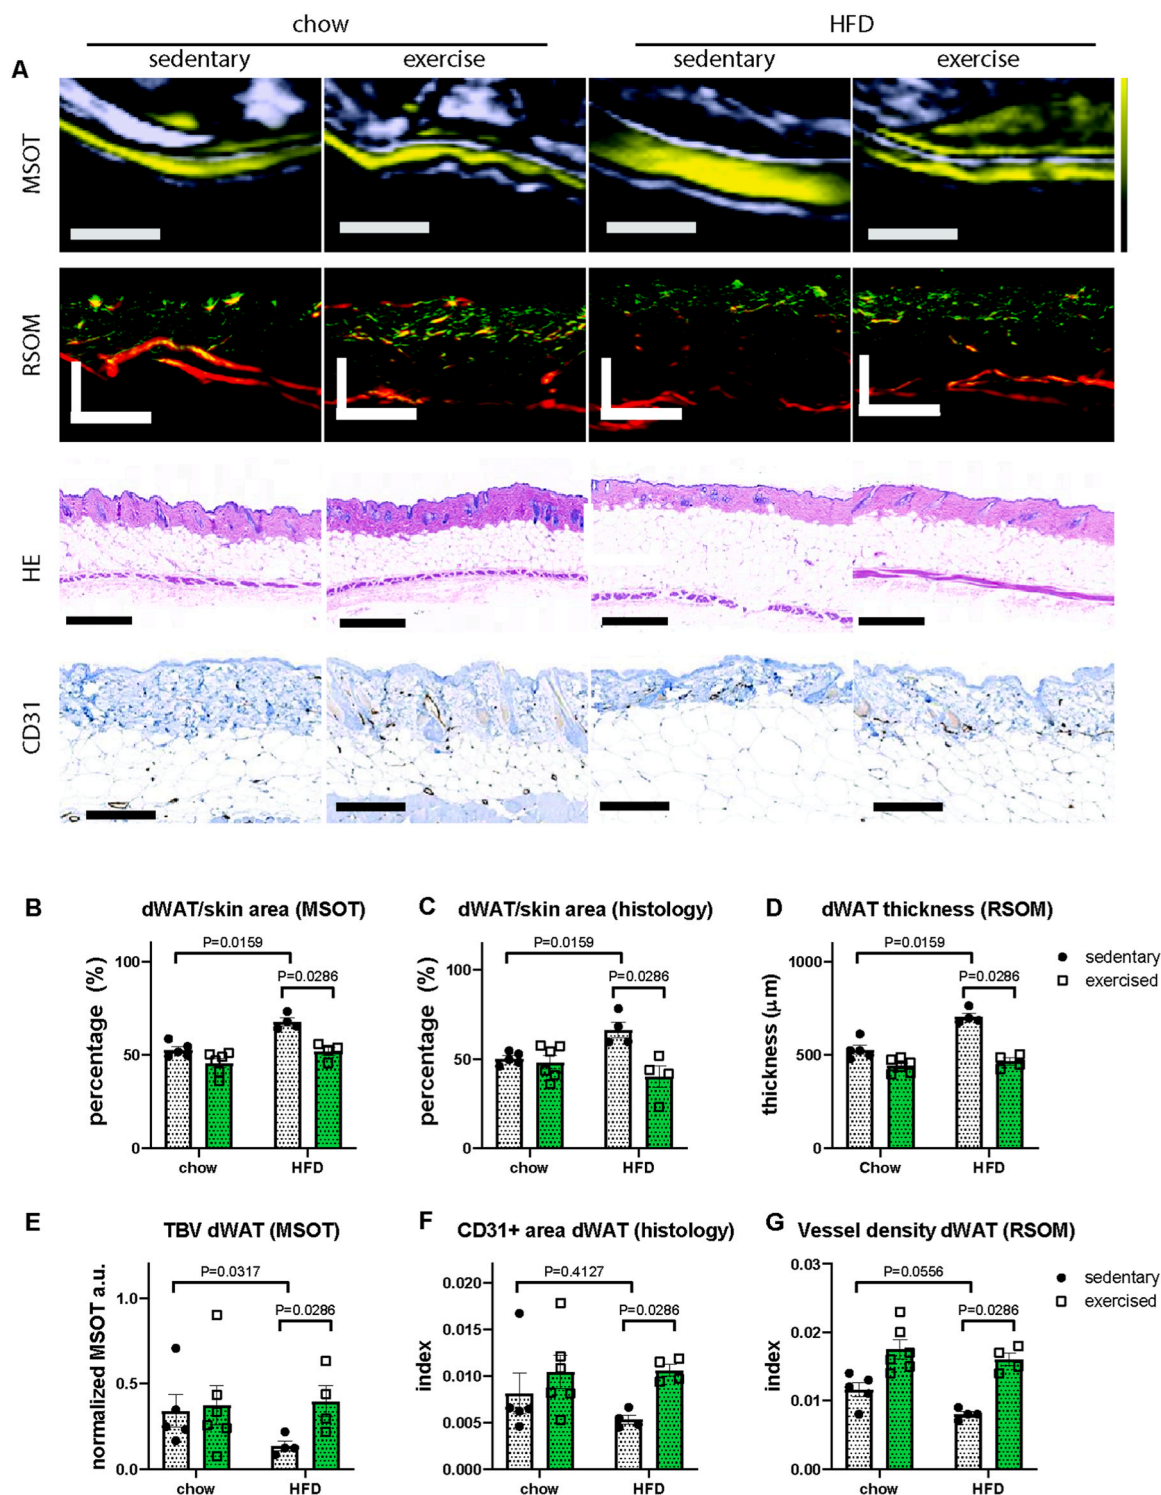 chow HFD
sedentary exercise sedentary exercise
A
MSOT
RSOM
HE
CD31
B dWAT/skin area (MSOT)
percentage (%)
100
50
0
P=0.0159
P=0.0286
chow HFD
C dWAT/skin area (histology)
percentage (%)
100
50
0
P=0.0159
P=0.0286
chow HFD
D dWAT thickness (RSOM)
thickness (μm)
1000
500
0
P=0.0159
P=0.0286
Chow HFD
sedentary
exercised
E TBV dWAT (MSOT)
normalized MSOT a.u.
1.0
0.5
0.0
P=0.0317
P=0.0286
chow HFD
F CD31+ area dWAT (histology)
index
0.020
0.015
0.010
0.005
0.000
P=0.4127
P=0.0286
chow HFD
G Vessel density dWAT (RSOM)
index
0.03
0.02
0.01
0.00
P=0.0556
P=0.0286
chow HFD
sedentary
exercised